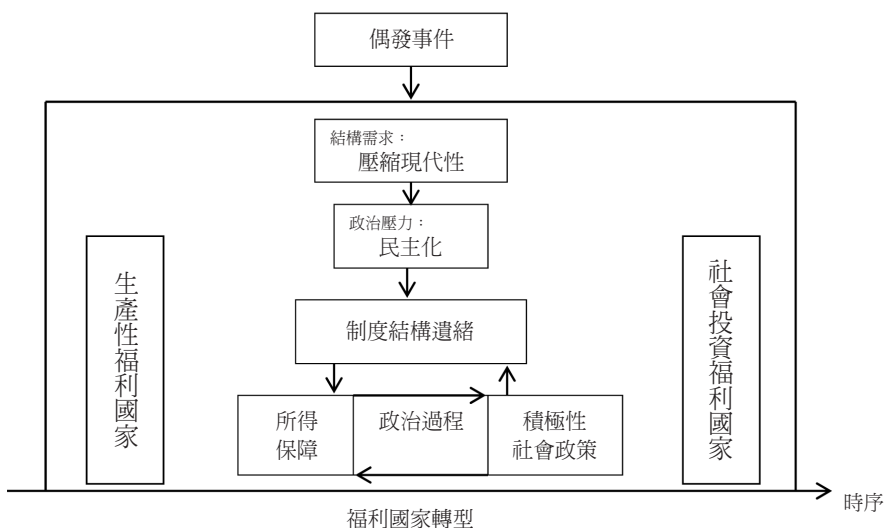 偶發事件
結構需求：
壓縮現代性
政治壓力：
民主化
制度結構遺緒
生產性福利國家
社會投資福利國家
所得
保障
政治過程
積極性
社會政策
時序
福利國家轉型